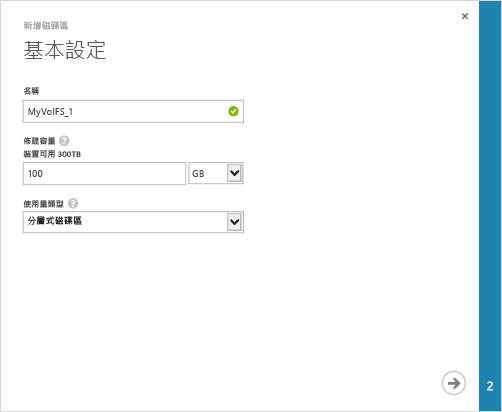 新增磁碟區
基本設定
名稱
MyVolFS_1
佈建容量 ?
裝置可用 300TB
100 GB
使用量類型 ?
分層式磁碟區
2